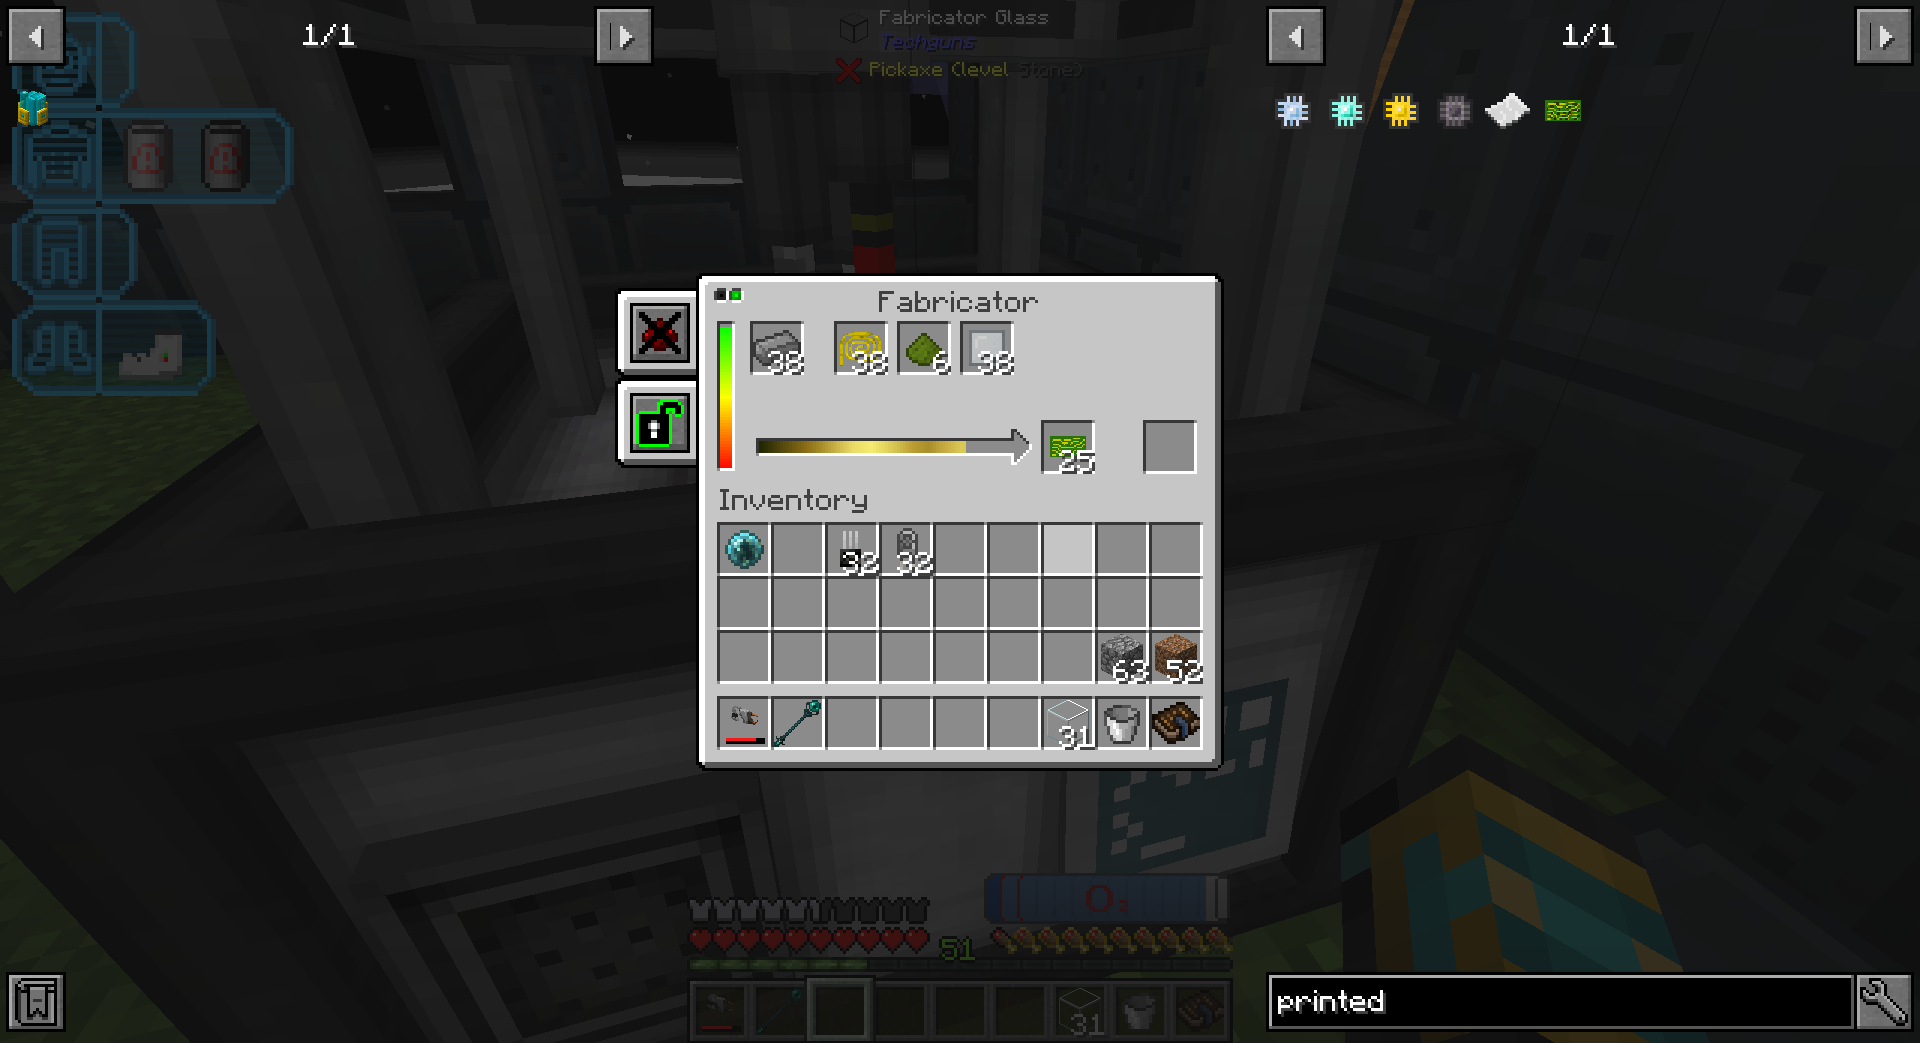 1/1
Fabricator Glass
Techguns
Pickaxe (level Stone)
1/1
Fabricator
38
38
6
38
25
Inventory
32
32
63
52
31
O₂
51
31
printed